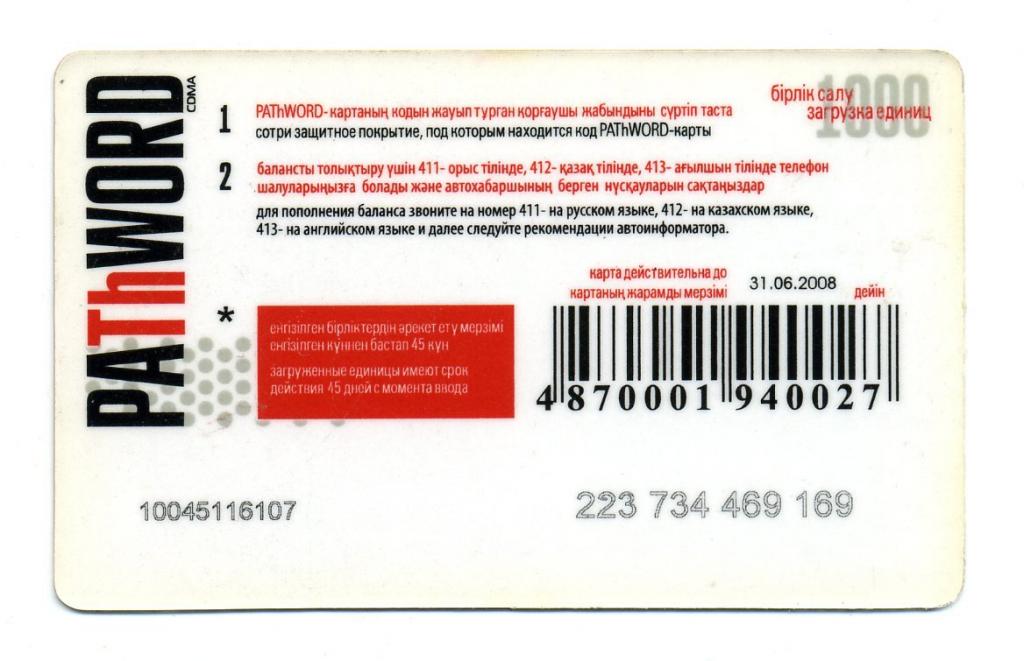 PAThWORD
CDMA
бірлік салу
загрузка единиц
1000
1
PAThWORD- картаның кодын жауып турган қорғаушы жабындыны сүртіп таста
сотри защитное покрытие, под которым находится код PAThWORD-карты
2
балансты толықтыру үшін 411- орыс тілінде, 412- қазақ тілінде, 413- ағылшын тілінде телефон
шалуларыңызға болады және автохабаршының берген нұсқауларын сақтаңыздар
для пополнения баланса звоните на номер 411- на русском языке, 412- на казахском языке,
413- на английском языке и далее следуйте рекомендации автоинформатора.
карта действительна до
картаның жарамды мерзімі
31.06.2008
дейін
*
енгізілген бірліктердін әрекет ету мерзімі
енгізілген күннен бастап 45 күн
загруженные единицы имеют срок
действия 45 дней с момента ввода
4 870001 940027
10045116107
223 734 469 169